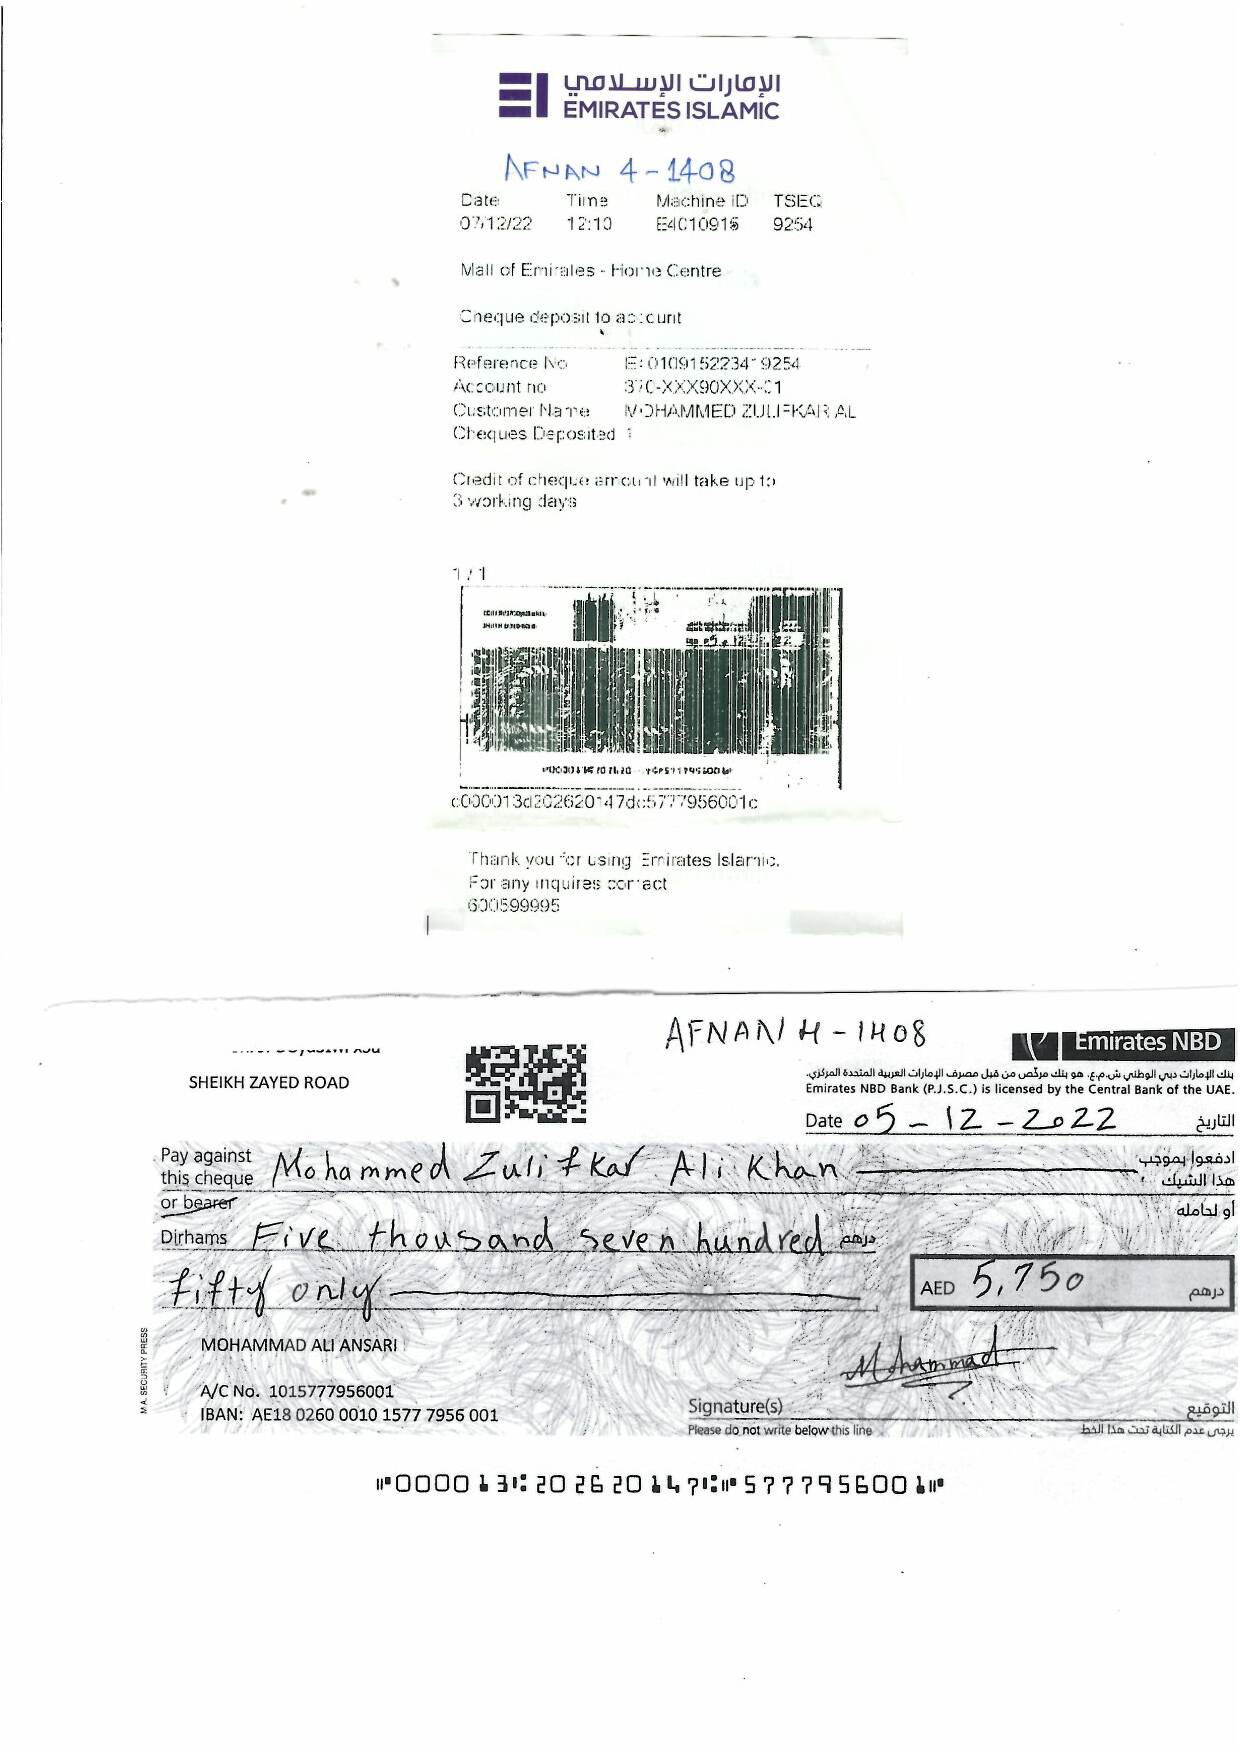 الإمارات الإسلامي
EMIRATES ISLAMIC
AFNAN 4-1408
Date Time Machine ID TSEQ
07/12/22 12:10 9254
Mall of Emirates - Home Centre
Cheque deposit to account
Reference No
Account no 370-XXX90XXX-01
Customer Name MOHAMMED ZULIFKAR AL
Cheques Deposited 1
Credit of cheque amount will take up to
3 working days
1 / 1
c000013d202620147dc5777956001c
Thank you for using Emirates Islamic.
For any inquires contact
600599995
AFNAN 4-1408
Emirates NBD
SHEIKH ZAYED ROAD
بنك الإمارات دبي الوطني ش.م.ع. هو بنك مرخّص من قبل مصرف الإمارات العربية المتحدة المركزي.
Emirates NBD Bank (P.J.S.C.) is licensed by the Central Bank of the UAE.
Date 05-12-2022 التاريخ
Pay against this cheque Mohammed Zulifkar Ali Khan ادفعوا بموجب هذا الشيك
or bearer أو لحامله
Dirhams Five thousand seven hundred درهم
fifty only
AED 5,750 درهم
MOHAMMAD ALI ANSARI
Mohammad
A/C No. 1015777956001
IBAN: AE18 0260 0010 1577 7956 001
Signature(s) التوقيع
Please do not write below this line يرجى عدم الكتابة تحت هذا الخط
M.A. SECURITY PRESS
⑈000013⑆202620147⑆⑈5777956001⑈